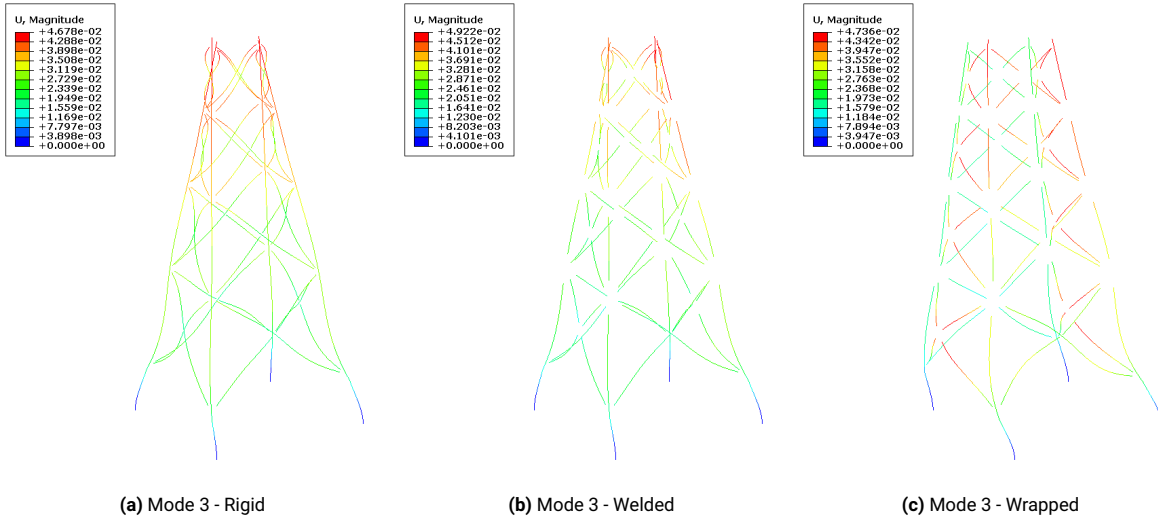 U, Magnitude
+4.678e-02
+4.288e-02
+3.898e-02
+3.508e-02
+3.119e-02
+2.729e-02
+2.339e-02
+1.949e-02
+1.559e-02
+1.169e-02
+7.797e-03
+3.898e-03
+0.000e+00
(a) Mode 3 - Rigid
U, Magnitude
+4.922e-02
+4.512e-02
+4.101e-02
+3.691e-02
+3.281e-02
+2.871e-02
+2.461e-02
+2.051e-02
+1.641e-02
+1.230e-02
+8.203e-03
+4.101e-03
+0.000e+00
(b) Mode 3 - Welded
U, Magnitude
+4.736e-02
+4.342e-02
+3.947e-02
+3.552e-02
+3.158e-02
+2.763e-02
+2.368e-02
+1.973e-02
+1.579e-02
+1.184e-02
+7.894e-03
+3.947e-03
+0.000e+00
(c) Mode 3 - Wrapped